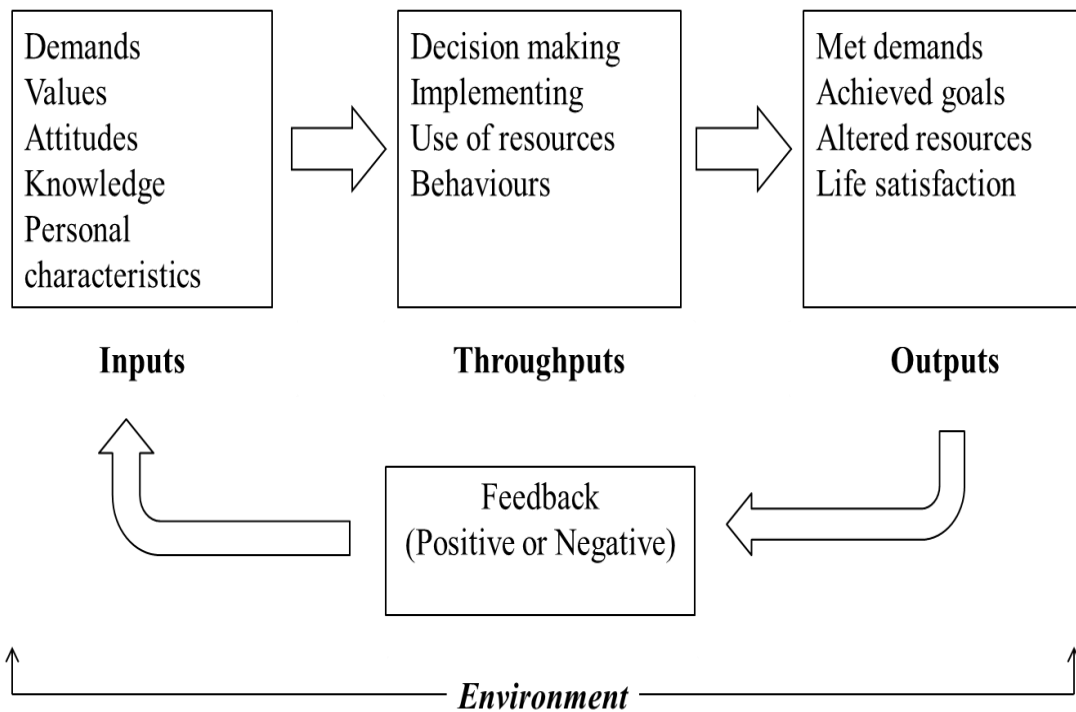 Demands
Values
Attitudes
Knowledge
Personal
characteristics
Decision making
Implementing
Use of resources
Behaviours
Met demands
Achieved goals
Altered resources
Life satisfaction
Inputs
Throughputs
Outputs
Feedback
(Positive or Negative)
Environment